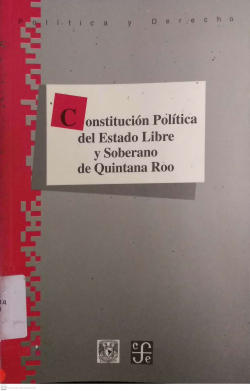 Política y Derecho
Constitución Política
del Estado Libre
y Soberano
de Quintana Roo